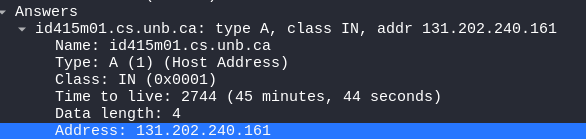 Answers
id415m01.cs.unb.ca: type A, class IN, addr 131.202.240.161
Name: id415m01.cs.unb.ca
Type: A (1) (Host Address)
Class: IN (0x0001)
Time to live: 2744 (45 minutes, 44 seconds)
Data length: 4
Address: 131.202.240.161